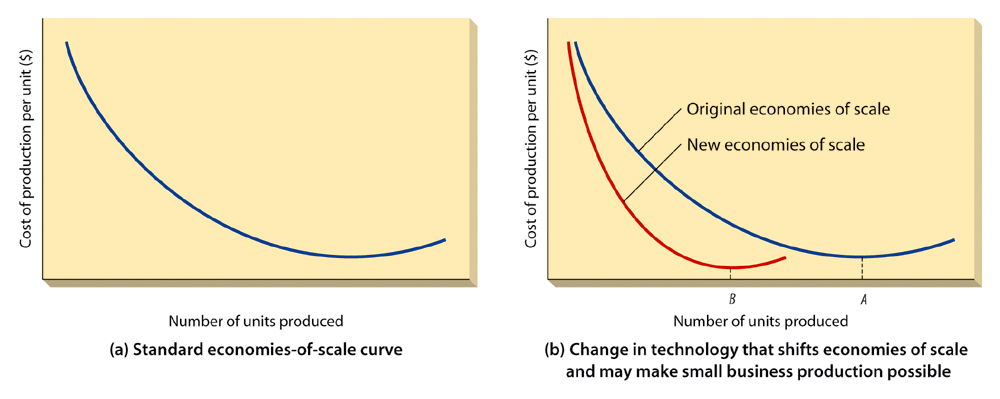 Cost of production per unit ($)
Number of units produced
(a) Standard economies-of-scale curve
Cost of production per unit ($)
Original economies of scale
New economies of scale
B
A
Number of units produced
(b) Change in technology that shifts economies of scale
and may make small business production possible